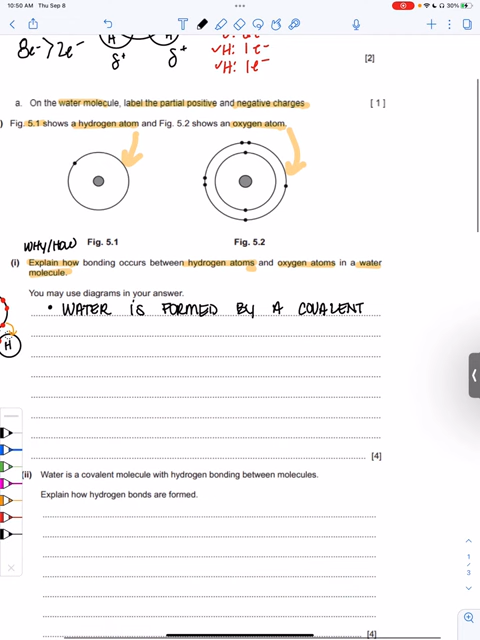 10:50 AM Thu Sep 8
30%
8e- > 2e-
H
H
δ+
δ+
✓H: 1e-
✓H: 1e-
[2]
a. On the water molecule, label the partial positive and negative charges [ 1 ]
) Fig. 5.1 shows a hydrogen atom and Fig. 5.2 shows an oxygen atom.
WHY/HOW
Fig. 5.1 Fig. 5.2
(i) Explain how bonding occurs between hydrogen atoms and oxygen atoms in a water
molecule.
You may use diagrams in your answer.
• WATER IS FORMED BY A COVALENT
H
[4]
(ii) Water is a covalent molecule with hydrogen bonding between molecules.
Explain how hydrogen bonds are formed.
[4]
1
3